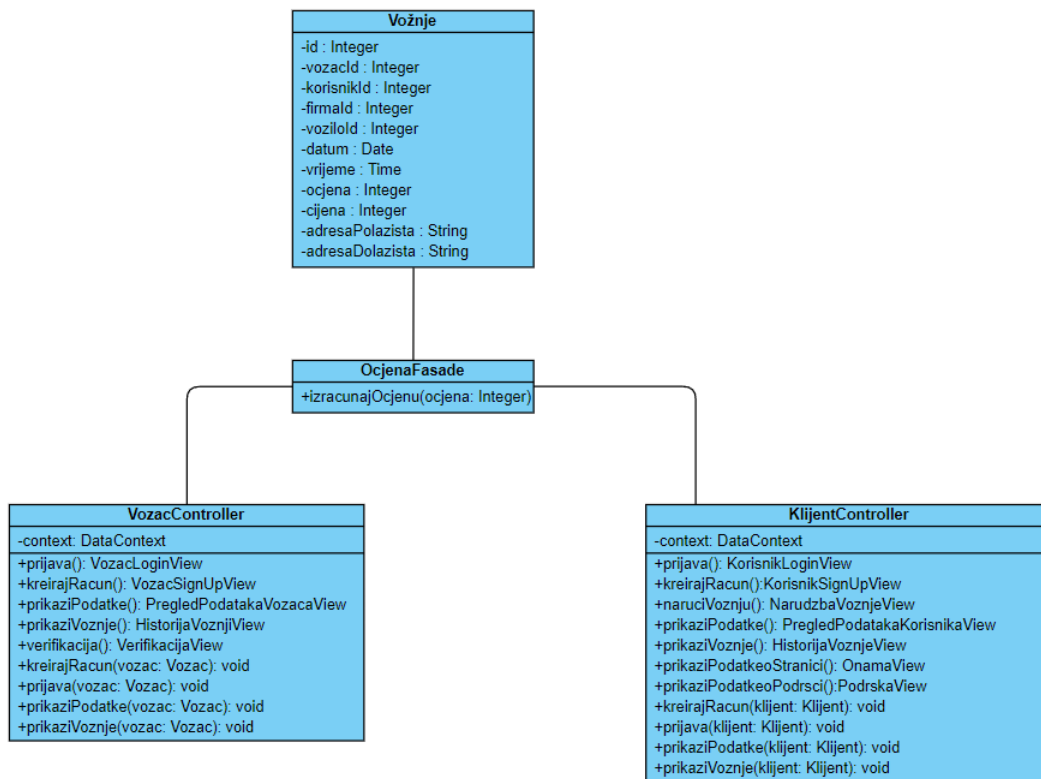 Vožnje
-id : Integer
-vozacId : Integer
-korisnikId : Integer
-firmaId : Integer
-voziloId : Integer
-datum : Date
-vrijeme : Time
-ocjena : Integer
-cijena : Integer
-adresaPolazista : String
-adresaDolazista : String
OcjenaFasade
+izracunajOcjenu(ocjena: Integer)
VozacController
-context: DataContext
+prijava(): VozacLoginView
+kreirajRacun(): VozacSignUpView
+prikaziPodatke(): PregledPodatakaVozacaView
+prikaziVoznje(): HistorijaVoznjiView
+verifikacija(): VerifikacijaView
+kreirajRacun(vozac: Vozac): void
+prijava(vozac: Vozac): void
+prikaziPodatke(vozac: Vozac): void
+prikaziVoznje(vozac: Vozac): void
KlijentController
-context: DataContext
+prijava(): KorisnikLoginView
+kreirajRacun():KorisnikSignUpView
+naruciVoznju(): NarudzbaVoznjeView
+prikaziPodatke(): PregledPodatakaKorisnikaView
+prikaziVoznje(): HistorijaVoznjeView
+prikaziPodatkeoStranici(): OnamaView
+prikaziPodatkeoPodrsci():PodrskaView
+kreirajRacun(klijent: Klijent): void
+prijava(klijent: Klijent): void
+prikaziPodatke(klijent: Klijent): void
+prikaziVoznje(klijent: Klijent): void